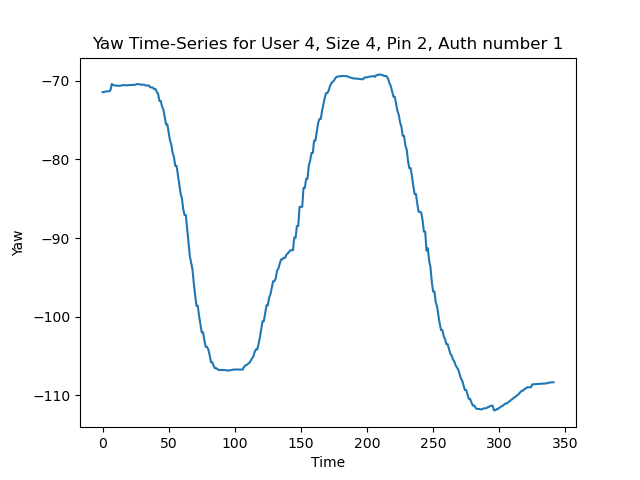 Yaw Time-Series for User 4, Size 4, Pin 2, Auth number 1
−70
−80
−90
−100
−110
Yaw
0 50 100 150 200 250 300 350
Time